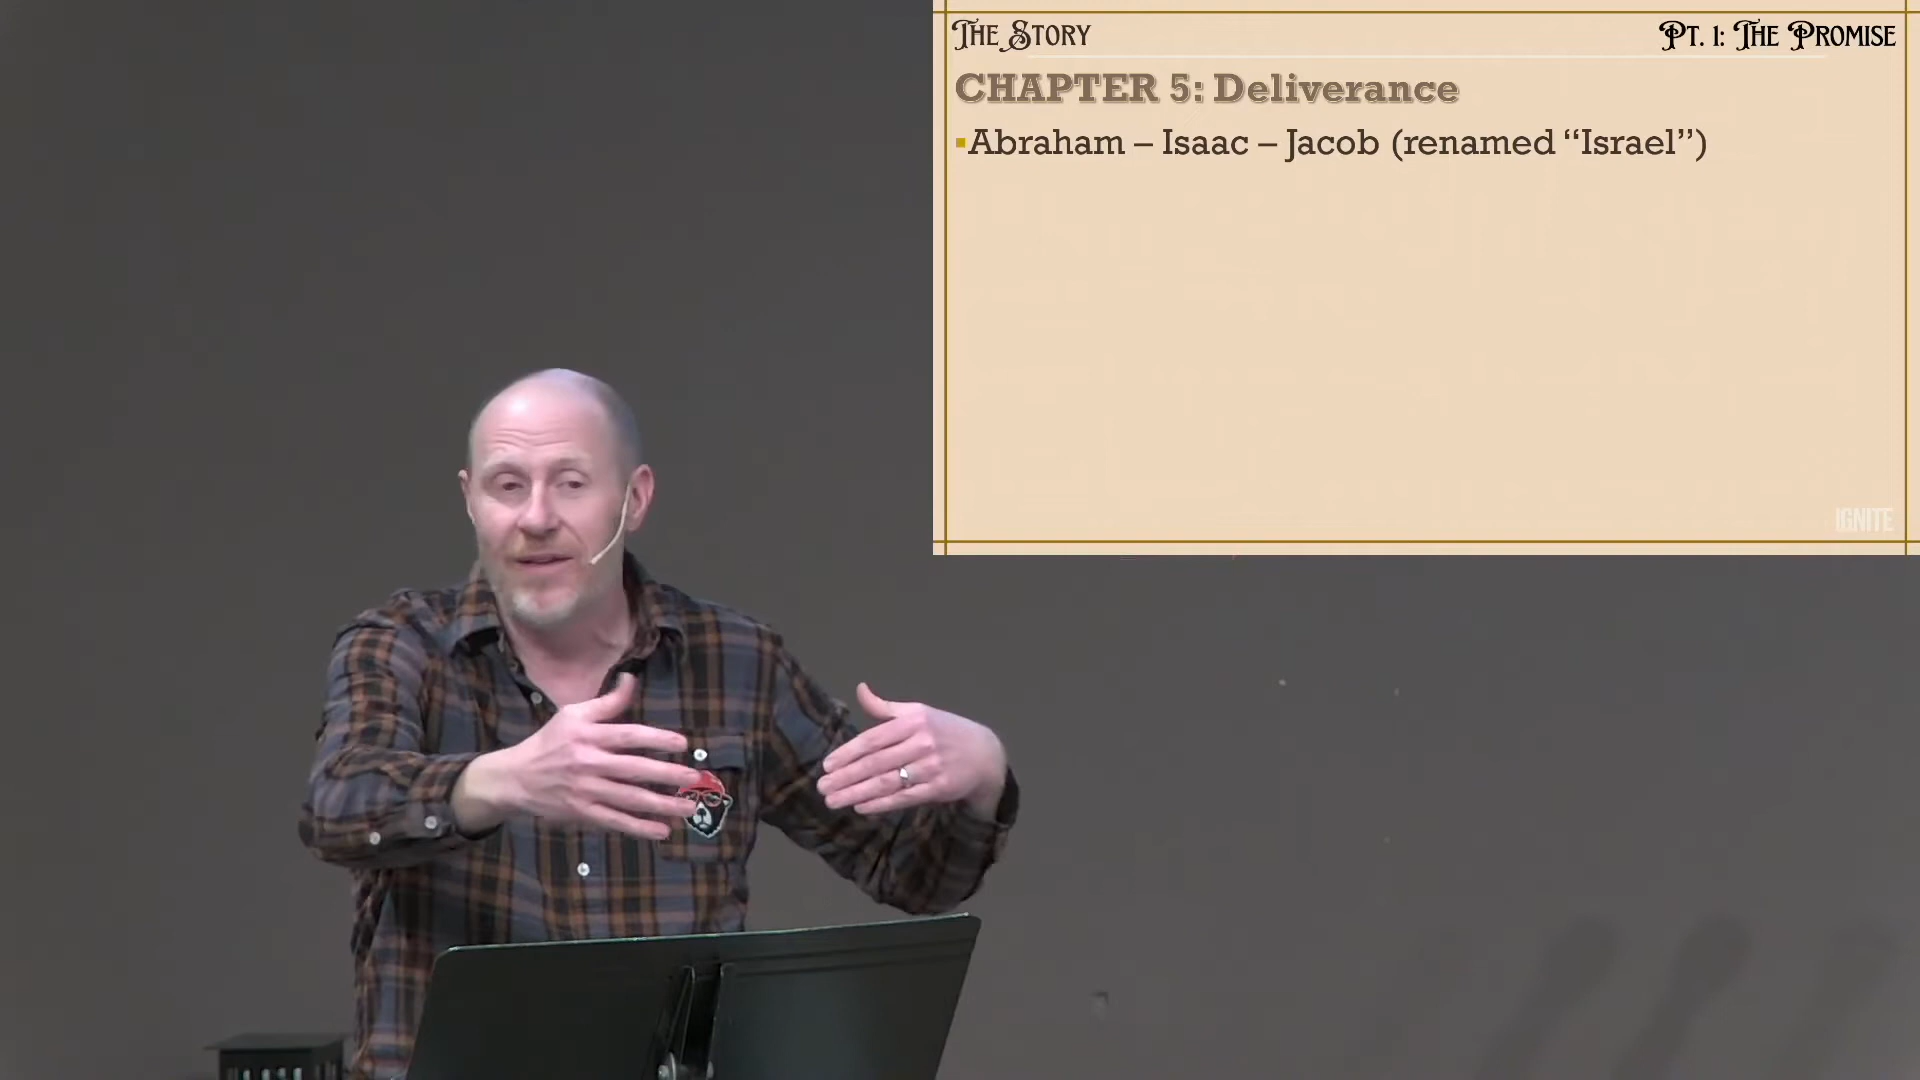 The Story
Pt. 1: The Promise
CHAPTER 5: Deliverance
▪Abraham – Isaac – Jacob (renamed “Israel”)
IGNITE